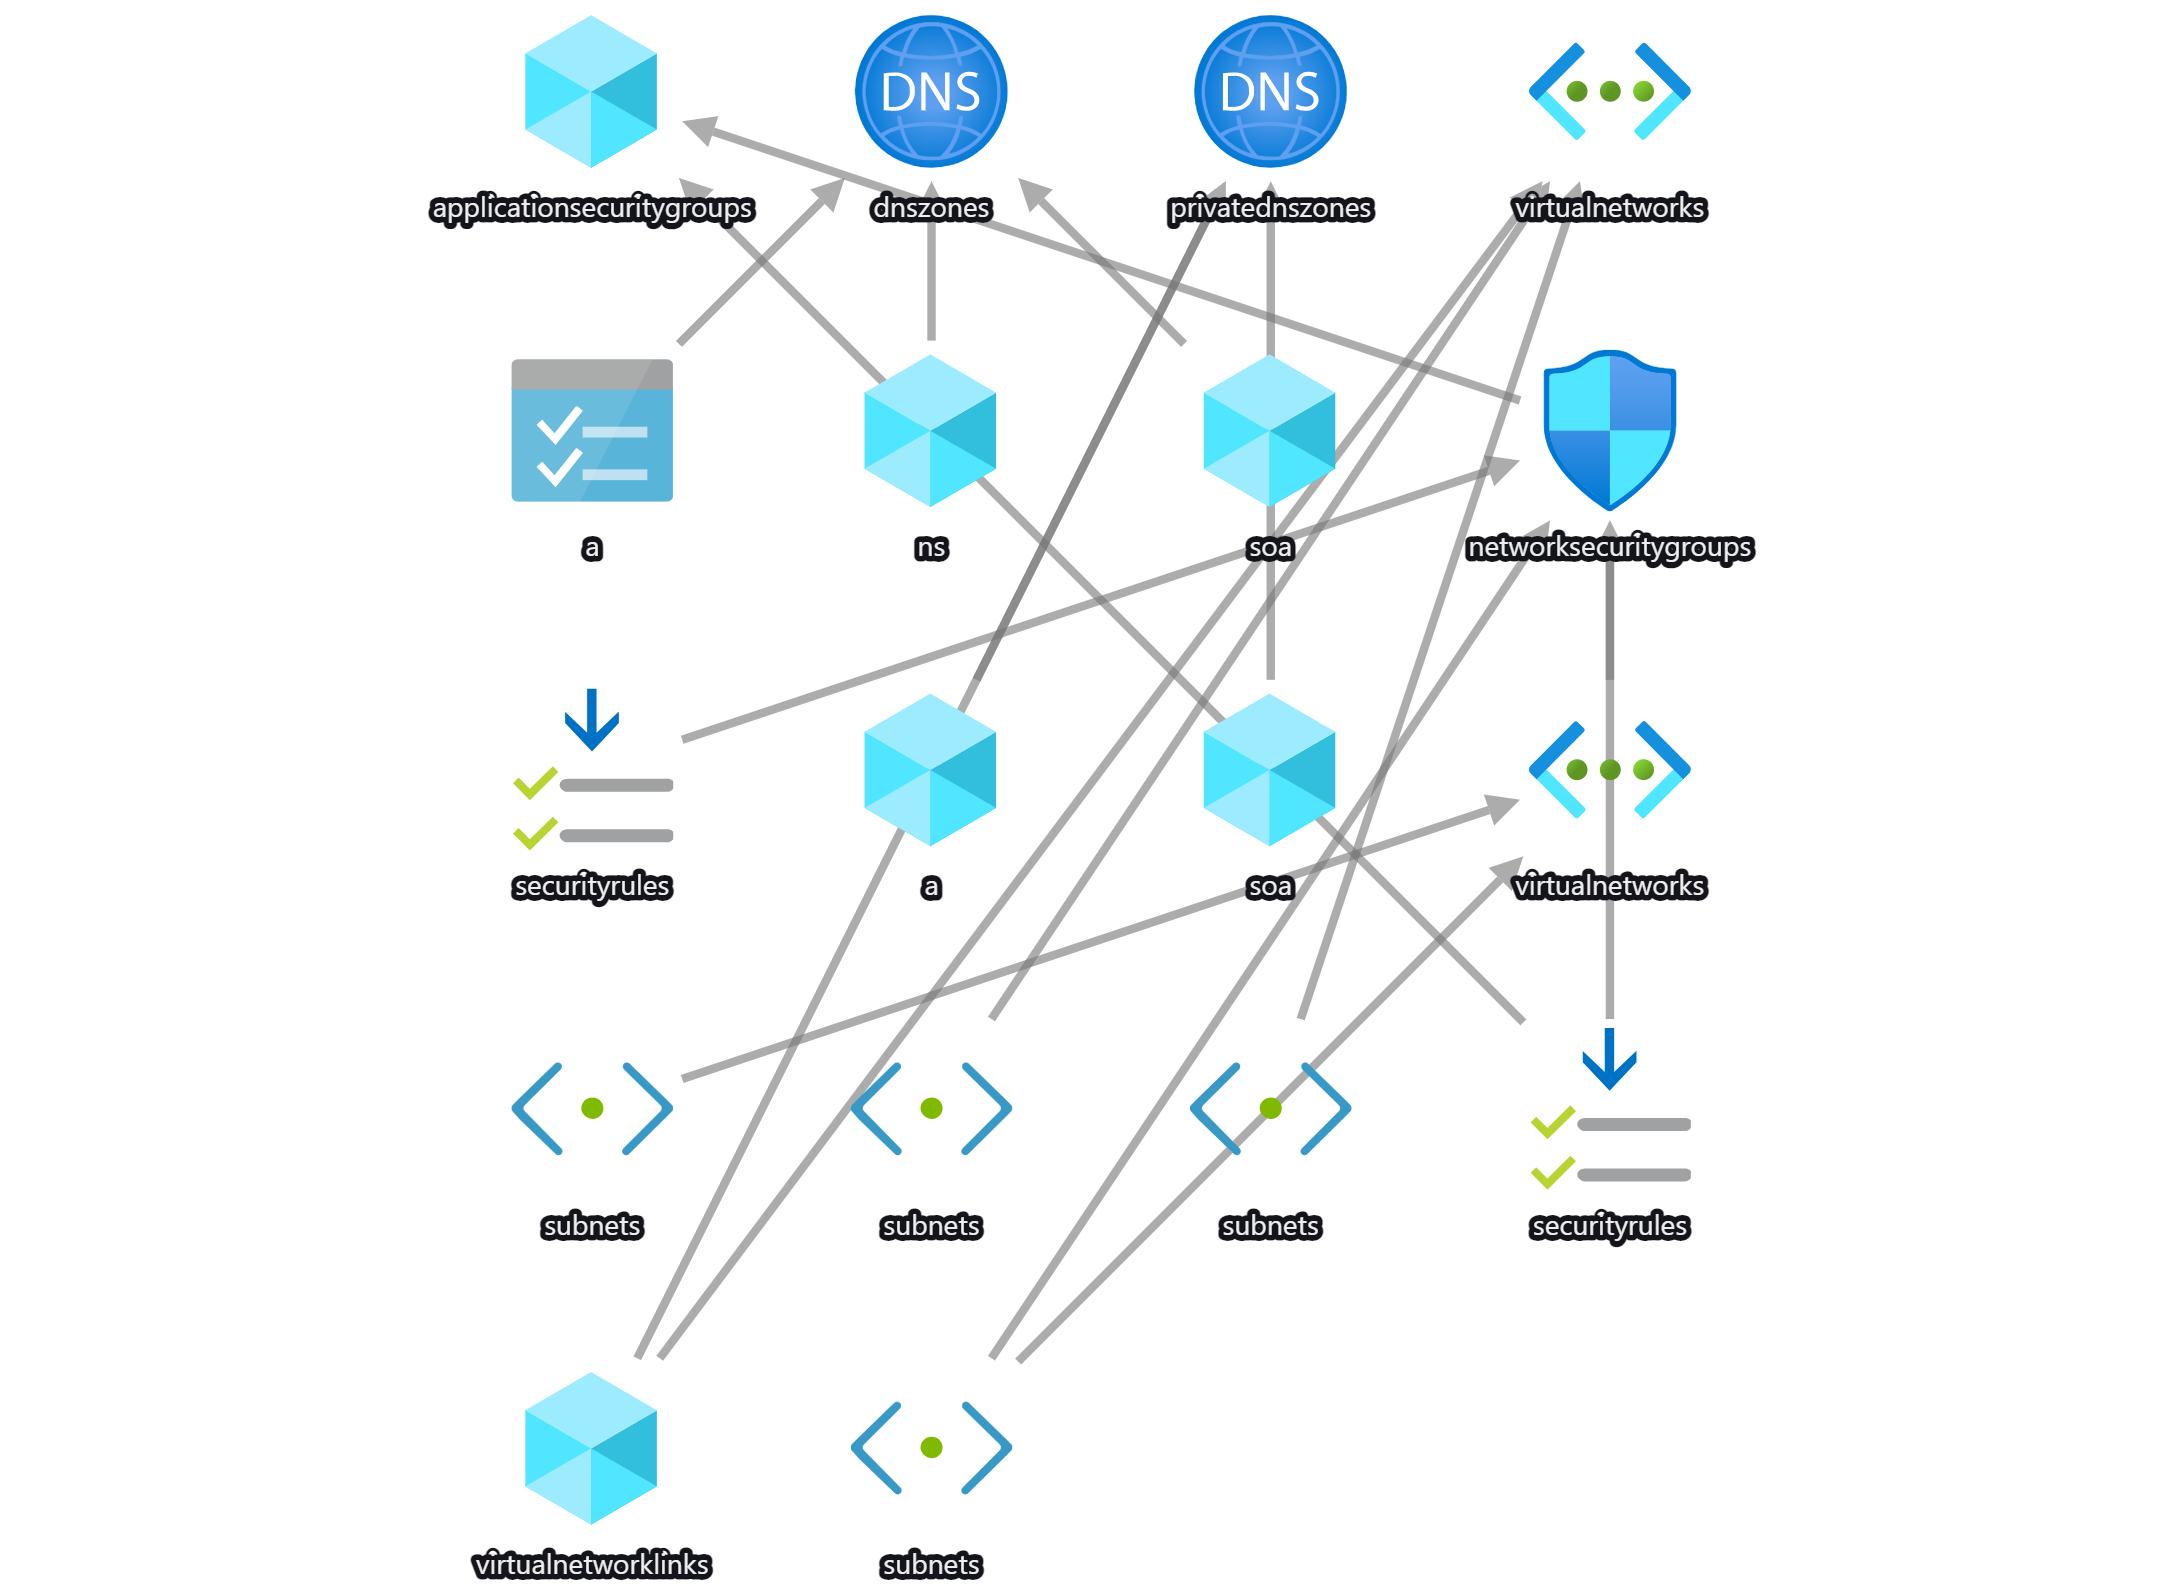 DNS
DNS
applicationsecuritygroups
dnszones
privatednszones
virtualnetworks
a
ns
soa
networksecuritygroups
securityrules
a
soa
virtualnetworks
subnets
subnets
subnets
securityrules
virtualnetworklinks
subnets